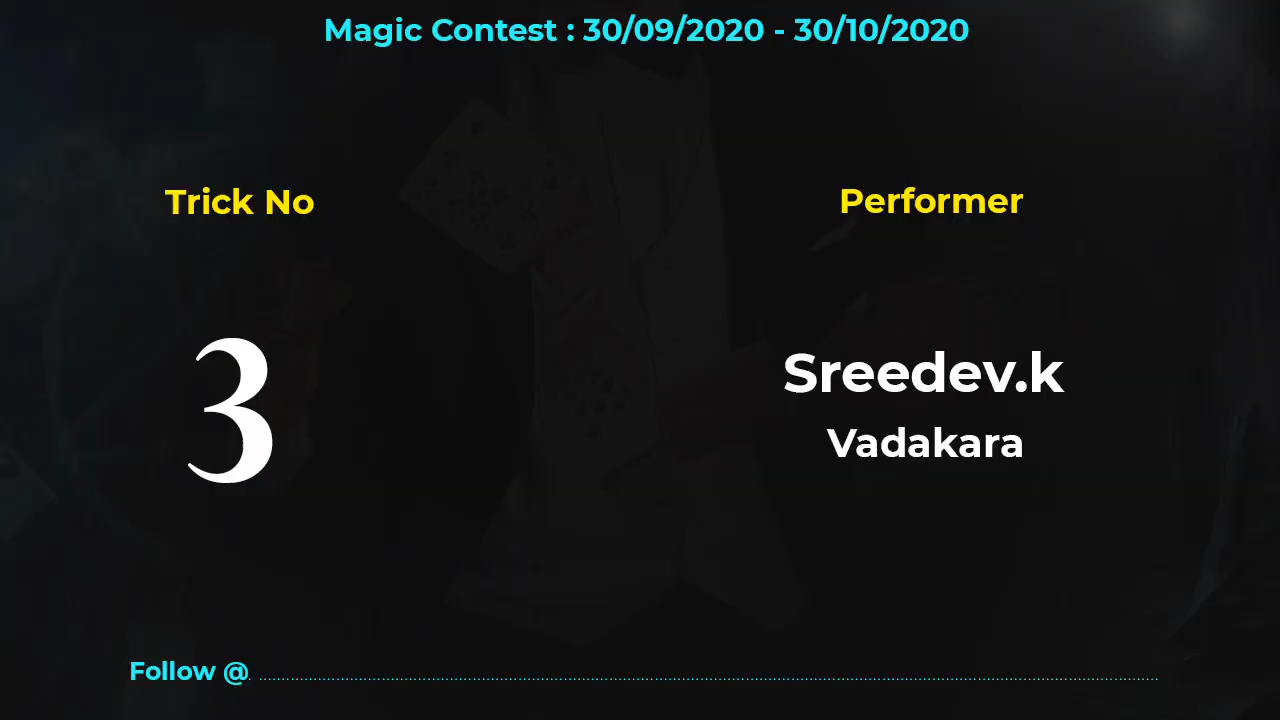 Magic Contest : 30/09/2020 - 30/10/2020
Trick No
Performer
3
Sreedev.k
Vadakara
Follow @ ........................................................................................................................